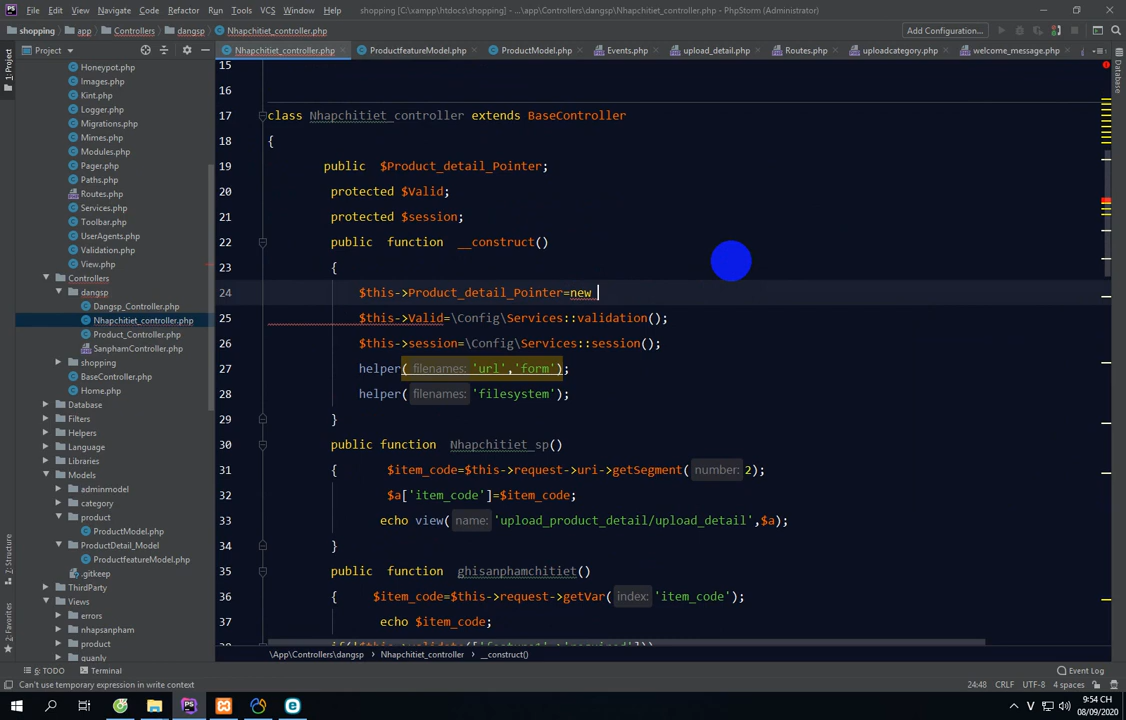 File Edit View Navigate Code Refactor Run Tools VCS Window Help shopping [C:\xampp\htdocs\shopping] - ...\app\Controllers\dangsp\Nhapchitiet_controller.php - PhpStorm (Administrator)
shopping app Controllers dangsp Nhapchitiet_controller.php Add Configuration...
Project Nhapchitiet_controller.php ProductfeatureModel.php ProductModel.php Events.php upload_detail.php Routes.php uploadcategory.php welcome_message.php
1: Project
7: Structure
2: Favorites
Database
Honeypot.php
Images.php
Kint.php
Logger.php
Migrations.php
Mimes.php
Modules.php
Pager.php
Paths.php
Routes.php
Services.php
Toolbar.php
UserAgents.php
Validation.php
View.php
Controllers
dangsp
Dangsp_Controller.php
Nhapchitiet_controller.php
Product_Controller.php
SanphamController.php
shopping
BaseController.php
Home.php
Database
Filters
Helpers
Language
Libraries
Models
adminmodel
category
product
ProductModel.php
ProductDetail_Model
ProductfeatureModel.php
.gitkeep
ThirdParty
Views
errors
nhapsanpham
product
quanly
15
16
17 class Nhapchitiet_controller extends BaseController
18 {
19 public $Product_detail_Pointer;
20 protected $Valid;
21 protected $session;
22 public function __construct()
23 {
24 $this->Product_detail_Pointer=new
25 $this->Valid=\Config\Services::validation();
26 $this->session=\Config\Services::session();
27 helper( filenames: 'url','form');
28 helper( filenames: 'filesystem');
29 }
30 public function Nhapchitiet_sp()
31 { $item_code=$this->request->uri->getSegment( number: 2);
32 $a['item_code']=$item_code;
33 echo view( name: 'upload_product_detail/upload_detail',$a);
34 }
35 public function ghisanphamchitiet()
36 { $item_code=$this->request->getVar( index: 'item_code');
37 echo $item_code;
\App\Controllers\dangsp Nhapchitiet_controller __construct()
6: TODO Terminal Event Log
Can't use temporary expression in write context 24:48 CRLF UTF-8 4 spaces
V 9:54 CH
08/09/2020